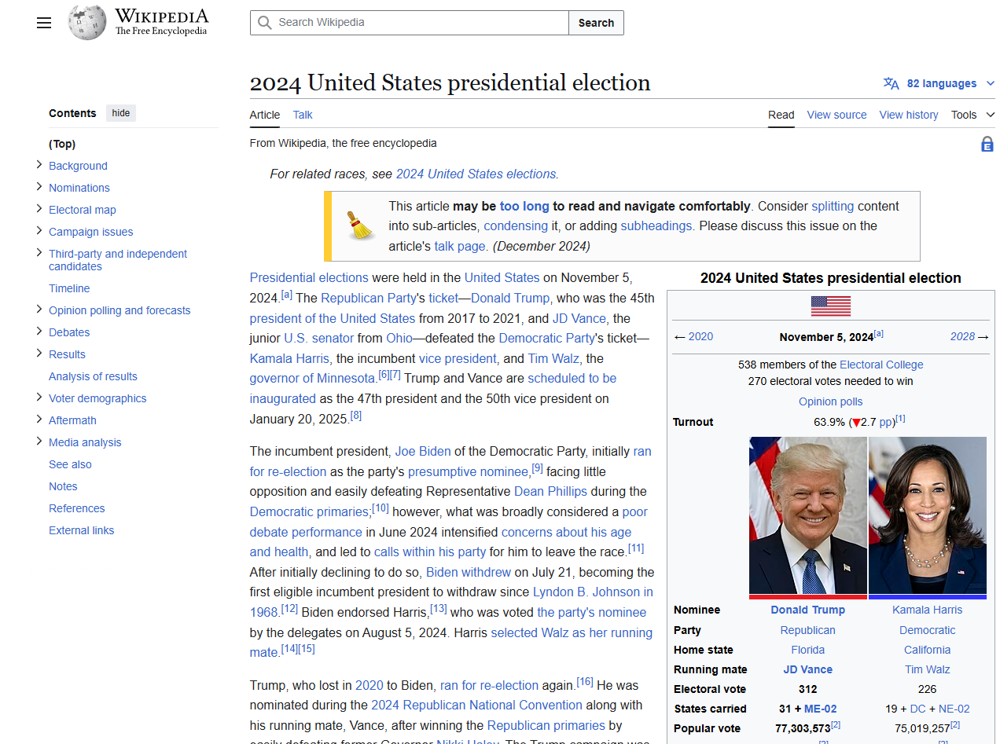 WIKIPEDIA
The Free Encyclopedia
Search Wikipedia
Search
2024 United States presidential election
82 languages
Contents hide
Article Talk
Read View source View history Tools
(Top)
Background
Nominations
Electoral map
Campaign issues
Third-party and independent
candidates
Timeline
Opinion polling and forecasts
Debates
Results
Analysis of results
Voter demographics
Aftermath
Media analysis
See also
Notes
References
External links
From Wikipedia, the free encyclopedia
E
For related races, see 2024 United States elections.
This article may be too long to read and navigate comfortably. Consider splitting content
into sub-articles, condensing it, or adding subheadings. Please discuss this issue on the
article's talk page. (December 2024)
Presidential elections were held in the United States on November 5,
2024.[a] The Republican Party's ticket—Donald Trump, who was the 45th
president of the United States from 2017 to 2021, and JD Vance, the
junior U.S. senator from Ohio—defeated the Democratic Party's ticket—
Kamala Harris, the incumbent vice president, and Tim Walz, the
governor of Minnesota.[6][7] Trump and Vance are scheduled to be
inaugurated as the 47th president and the 50th vice president on
January 20, 2025.[8]
The incumbent president, Joe Biden of the Democratic Party, initially ran
for re-election as the party's presumptive nominee,[9] facing little
opposition and easily defeating Representative Dean Phillips during the
Democratic primaries;[10] however, what was broadly considered a poor
debate performance in June 2024 intensified concerns about his age
and health, and led to calls within his party for him to leave the race.[11]
After initially declining to do so, Biden withdrew on July 21, becoming the
first eligible incumbent president to withdraw since Lyndon B. Johnson in
1968.[12] Biden endorsed Harris,[13] who was voted the party's nominee
by the delegates on August 5, 2024. Harris selected Walz as her running
mate.[14][15]
Trump, who lost in 2020 to Biden, ran for re-election again.[16] He was
nominated during the 2024 Republican National Convention along with
his running mate, Vance, after winning the Republican primaries by
easily defeating former Governor Nikki Haley. The Trump campaign was
2024 United States presidential election
← 2020 November 5, 2024[a] 2028 →
538 members of the Electoral College
270 electoral votes needed to win
Opinion polls
Turnout 63.9% (▼2.7 pp)[1]
Nominee Donald Trump Kamala Harris
Party Republican Democratic
Home state Florida California
Running mate JD Vance Tim Walz
Electoral vote 312 226
States carried 31 + ME-02 19 + DC + NE-02
Popular vote 77,303,573[2] 75,019,257[2]